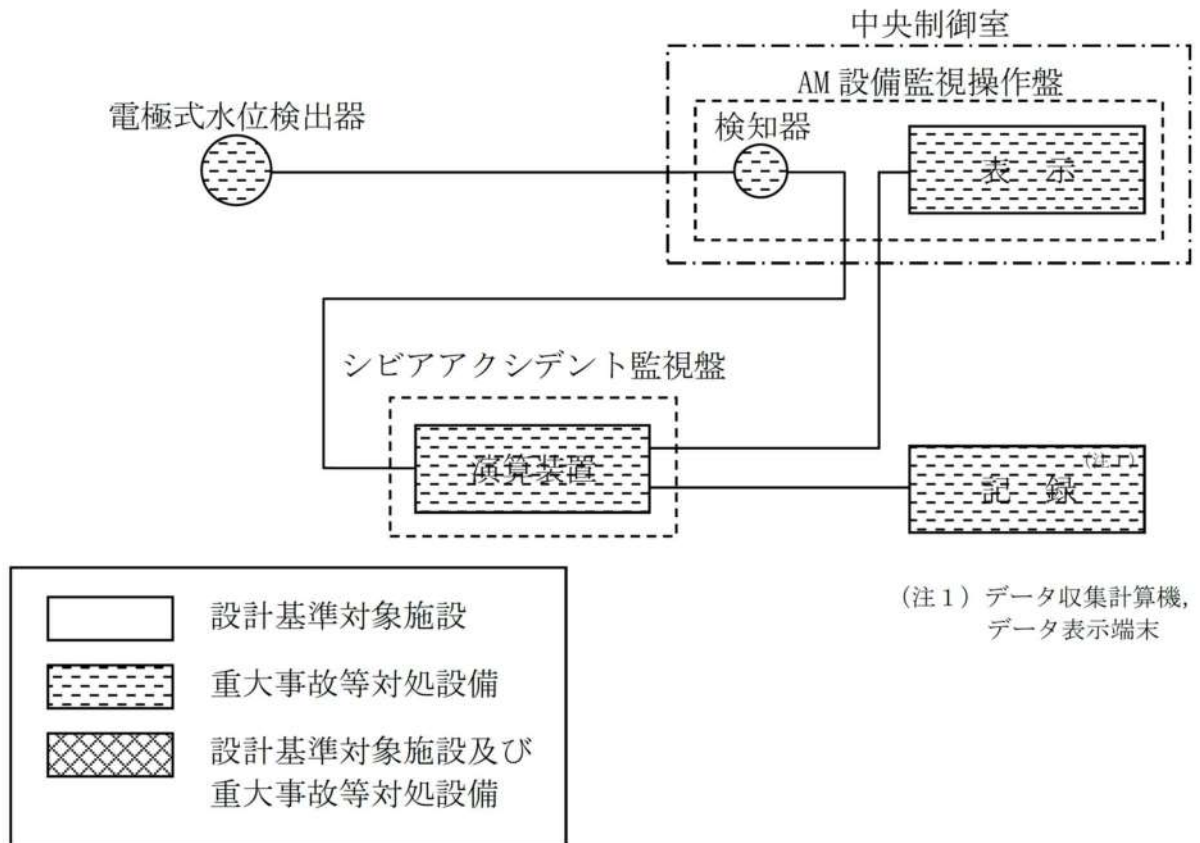 中央制御室
AM 設備監視操作盤
電極式水位検出器
検知器
表 示
シビアアクシデント監視盤
演算装置
(注1)
記 録
設計基準対象施設
重大事故等対処設備
設計基準対象施設及び
重大事故等対処設備
(注1) データ収集計算機,
データ表示端末